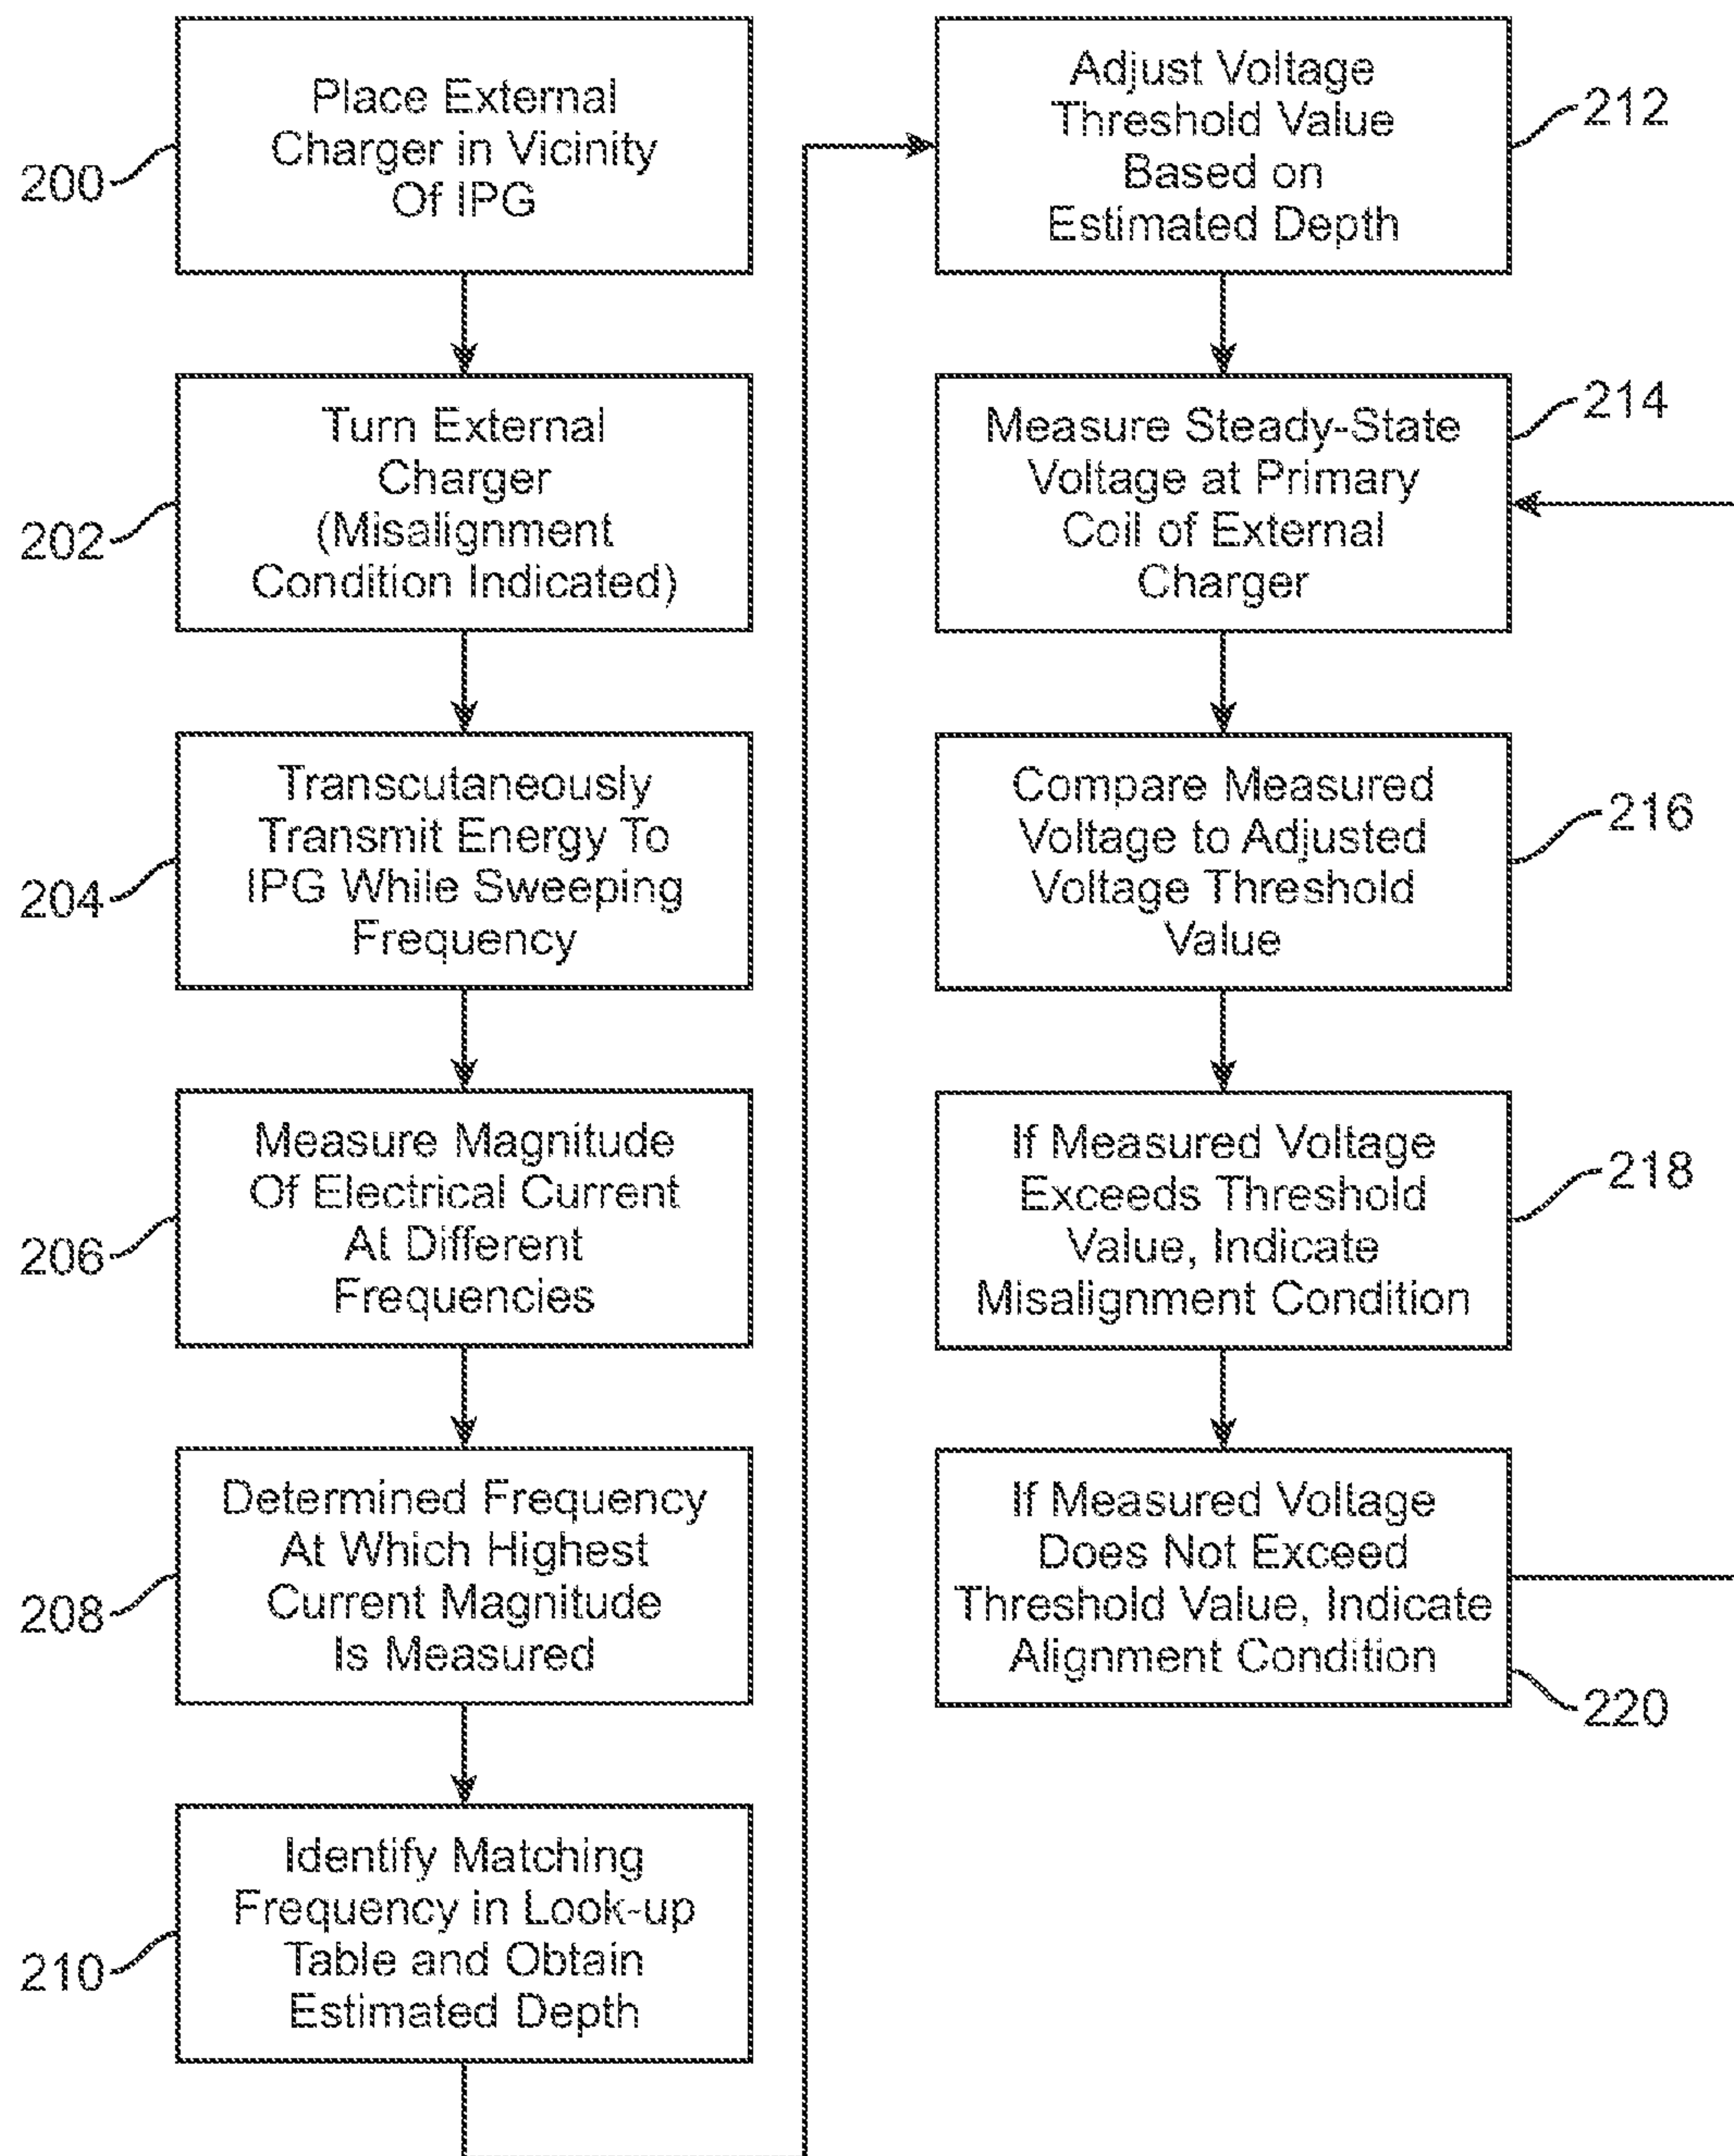 Place External
Charger in Vicinity
Of IPG
200
Turn External
Charger
(Misalignment
Condition Indicated)
202
Transcutaneously
Transmit Energy To
IPG While Sweeping
Frequency
204
Measure Magnitude
Of Electrical Current
At Different
Frequencies
206
Determined Frequency
At Which Highest
Current Magnitude
Is Measured
208
Identify Matching
Frequency in Look-up
Table and Obtain
Estimated Depth
210
Adjust Voltage
Threshold Value
Based on
Estimated Depth
212
Measure Steady-State
Voltage at Primary
Coil of External
Charger
214
Compare Measured
Voltage to Adjusted
Voltage Threshold
Value
216
If Measured Voltage
Exceeds Threshold
Value, Indicate
Misalignment Condition
218
If Measured Voltage
Does Not Exceed
Threshold Value, Indicate
Alignment Condition
220